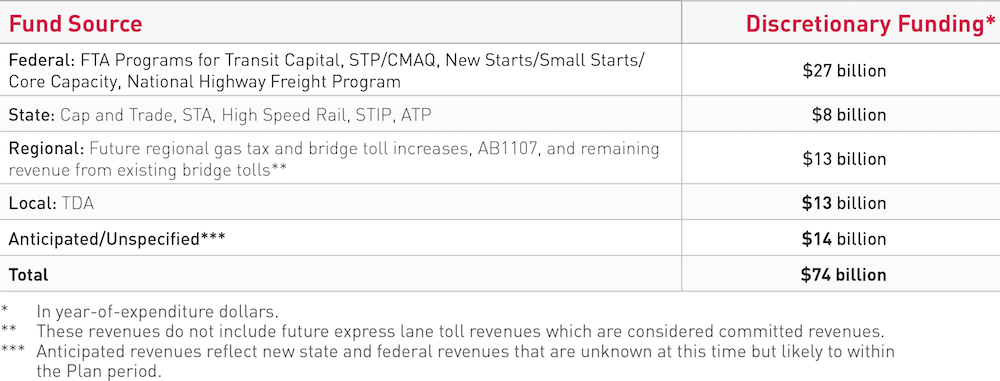 Fund Source Discretionary Funding*
Federal: FTA Programs for Transit Capital, STP/CMAQ, New Starts/Small Starts/
Core Capacity, National Highway Freight Program
$27 billion
State: Cap and Trade, STA, High Speed Rail, STIP, ATP $8 billion
Regional: Future regional gas tax and bridge toll increases, AB1107, and remaining
revenue from existing bridge tolls**
$13 billion
Local: TDA $13 billion
Anticipated/Unspecified*** $14 billion
Total $74 billion
* In year-of-expenditure dollars.
** These revenues do not include future express lane toll revenues which are considered committed revenues.
*** Anticipated revenues reflect new state and federal revenues that are unknown at this time but likely to within
the Plan period.